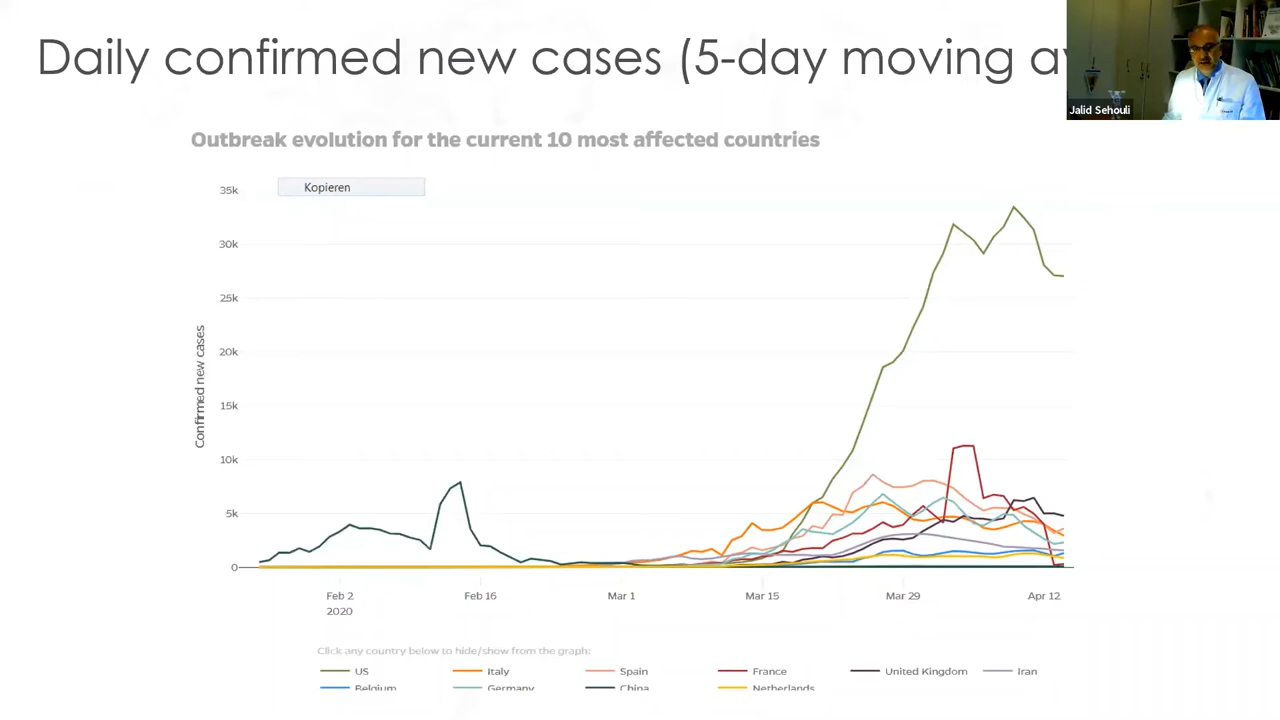 Daily confirmed new cases (5-day moving av
Jalid Sehouli
Outbreak evolution for the current 10 most affected countries
Kopieren
35k
30k
25k
20k
15k
10k
5k
0
Confirmed new cases
Feb 2 Feb 16 Mar 1 Mar 15 Mar 29 Apr 12
2020
Click any country below to hide/show from the graph:
US Italy Spain France United Kingdom Iran
Belgium Germany China Netherlands